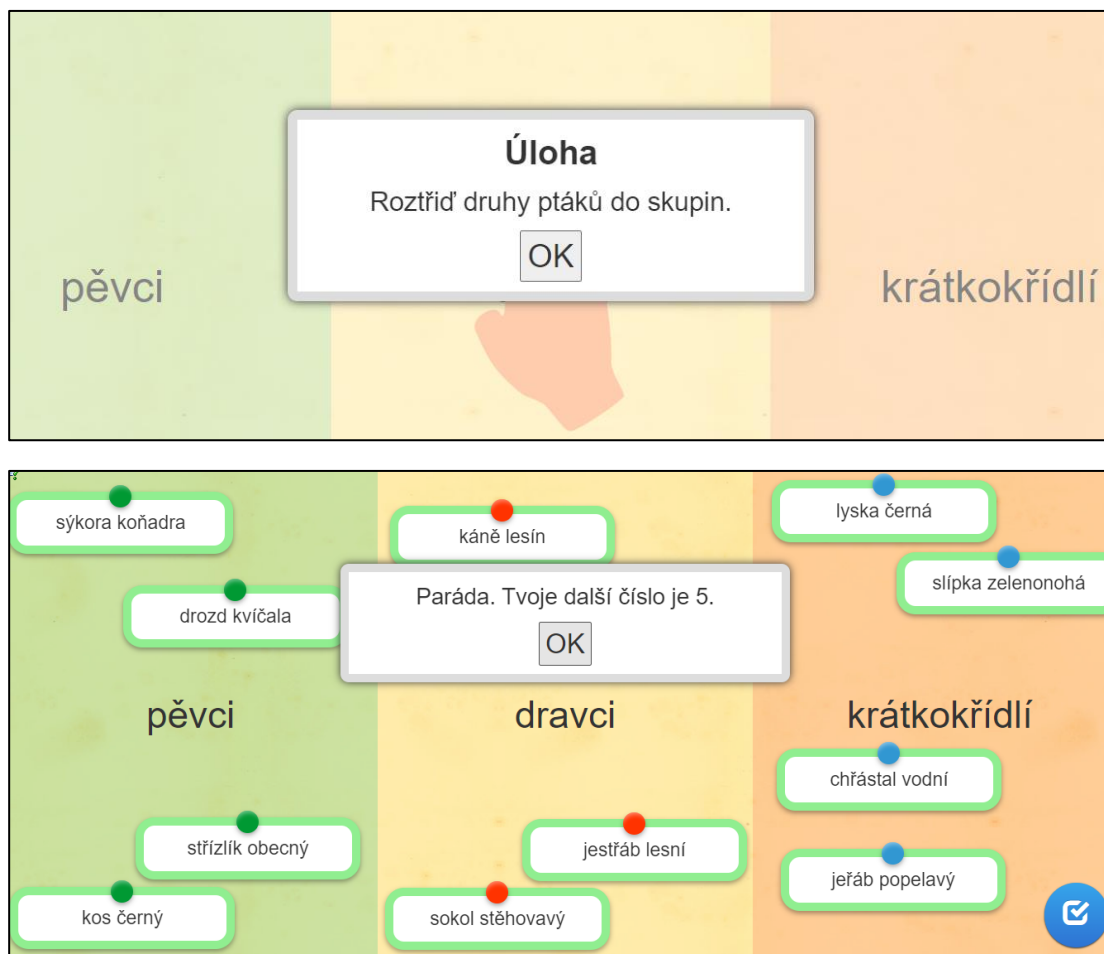 Úloha
Roztřiď druhy ptáků do skupin.
OK
pěvci
krátkokřídlí
sýkora koňadra
káně lesín
lyska černá
slípka zelenonohá
drozd kvíčala
Paráda. Tvoje další číslo je 5.
OK
pěvci
dravci
krátkokřídlí
chřástal vodní
střízlík obecný
jestřáb lesní
jeřáb popelavý
kos černý
sokol stěhovavý